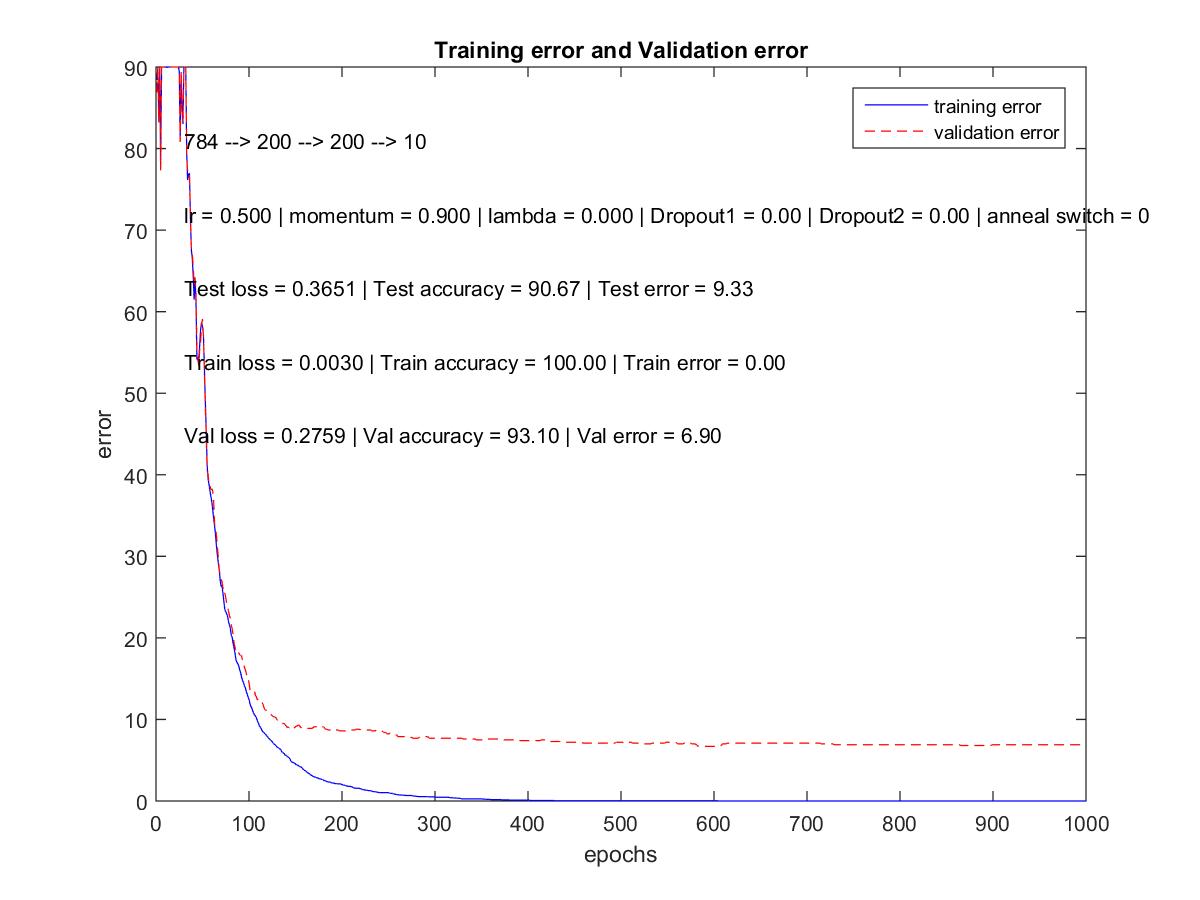 Training error and Validation error
90
80
70
60
50
40
30
20
10
0
error
training error
validation error
784 --> 200 --> 200 --> 10
lr = 0.500 | momentum = 0.900 | lambda = 0.000 | Dropout1 = 0.00 | Dropout2 = 0.00 | anneal switch = 0
Test loss = 0.3651 | Test accuracy = 90.67 | Test error = 9.33
Train loss = 0.0030 | Train accuracy = 100.00 | Train error = 0.00
Val loss = 0.2759 | Val accuracy = 93.10 | Val error = 6.90
0 100 200 300 400 500 600 700 800 900 1000
epochs